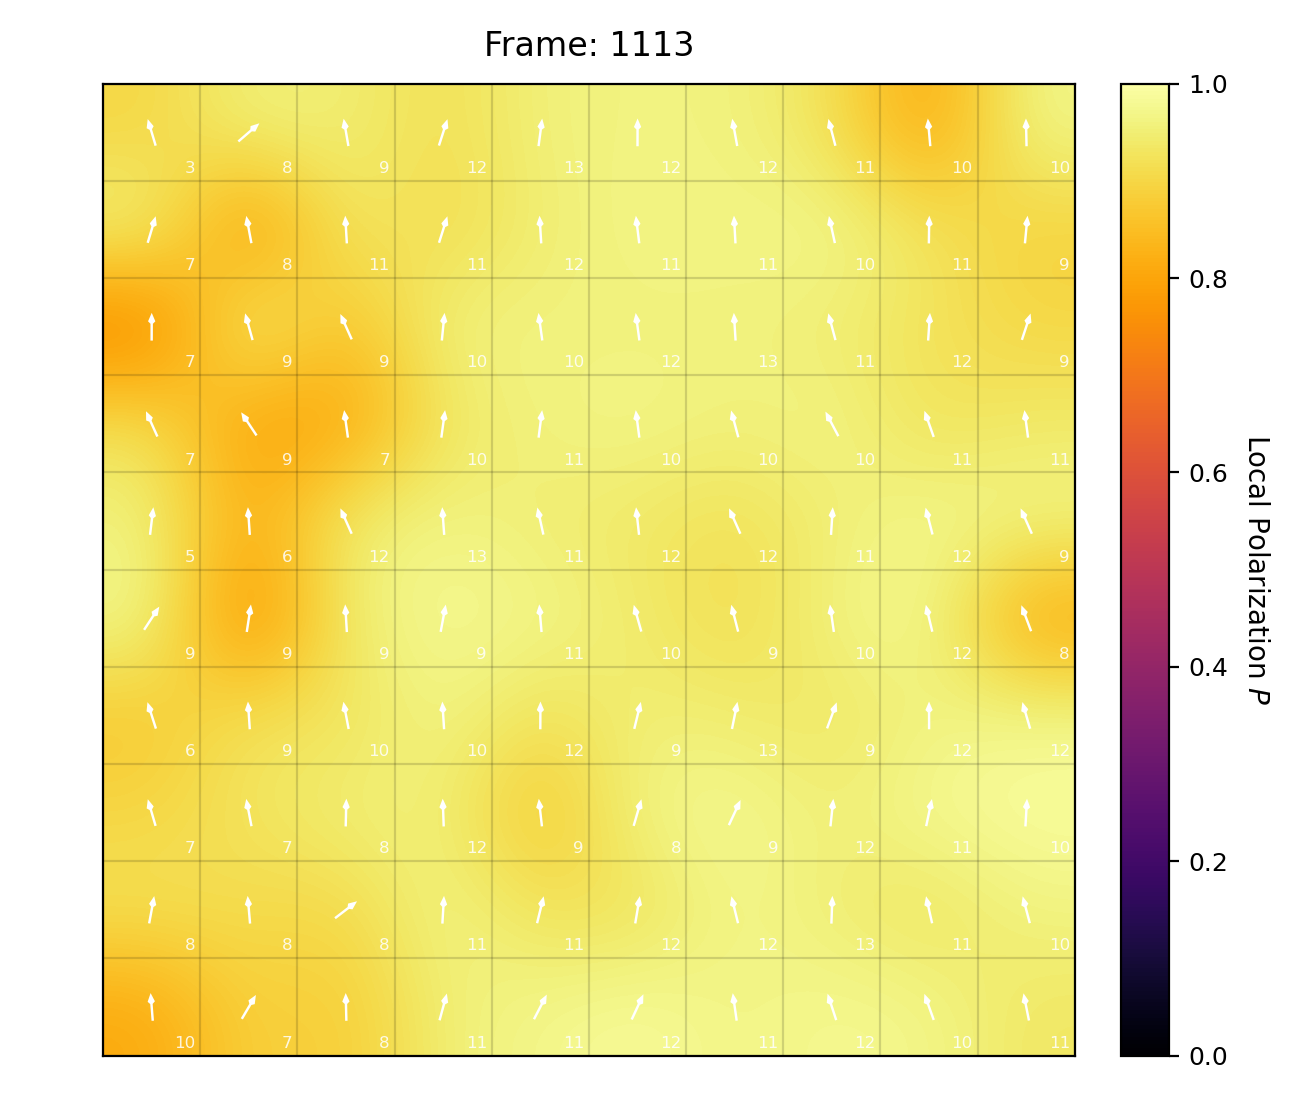 Frame: 1113
3 8 9 12 13 12 12 11 10 10
7 8 11 11 12 11 11 10 11 9
7 9 9 10 10 12 13 11 12 9
7 9 7 10 11 10 10 10 11 11
5 6 12 13 11 12 12 11 12 9
9 9 9 9 11 10 9 10 12 8
6 9 10 10 12 9 13 9 12 12
7 7 8 12 9 8 9 12 11 10
8 8 8 11 11 12 12 13 11 10
10 7 8 11 11 11 11 12 10 11
1.0
0.8
0.6
0.4
0.2
0.0
Local Polarization P